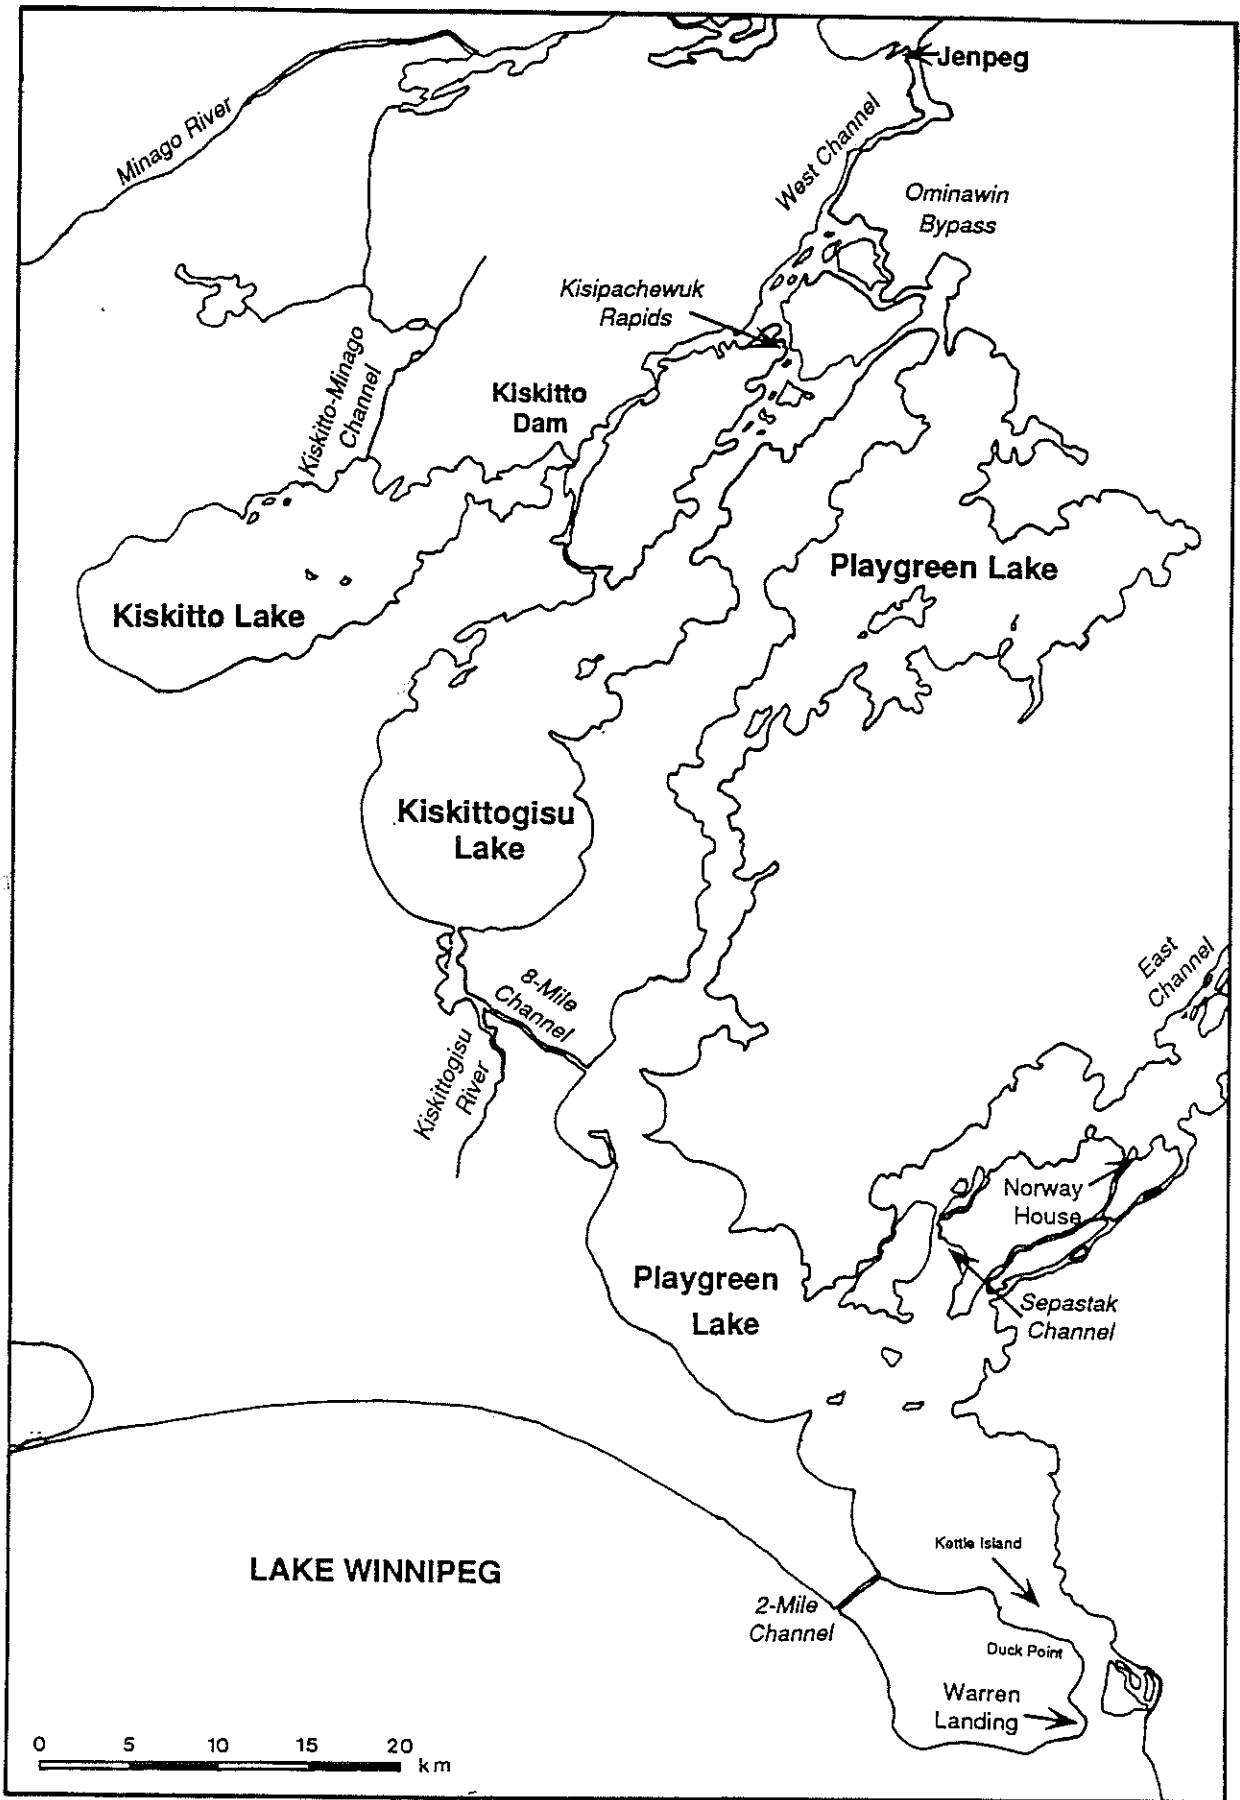 Jenpeg
Minago River
West Channel
Ominawin
Bypass
Kisipachewuk
Rapids
Kiskitto-Minago
Channel
Kiskitto
Dam
Playgreen Lake
Kiskitto Lake
Kiskittogisu
Lake
East
Channel
8-Mile
Channel
Kiskittogisu
River
Norway
House
Playgreen
Lake
Sepastak
Channel
Kettle Island
LAKE WINNIPEG
2-Mile
Channel
Duck Point
Warren
Landing
0 5 10 15 20
km